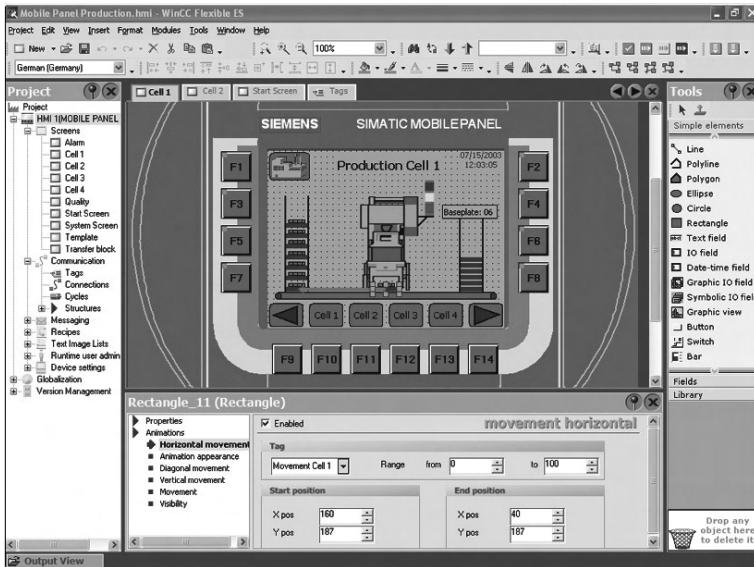 Mobile Panel Production.hmi - WinCC Flexible ES
Project Edit View Insert Format Modules Tools Window Help
New 100%
German (Germany)
Project
Project
HMI 1(MOBILE PANEL
Screens
Alarm
Cell 1
Cell 2
Cell 3
Cell 4
Quality
Start Screen
System Screen
Template
Transfer block
Communication
Tags
Connections
Cycles
Structures
Messaging
Recipes
Text Image Lists
Runtime user admin
Device settings
Globalization
Version Management
Cell 1 Cell 2 Start Screen Tags
SIEMENS SIMATIC MOBILEPANEL
Production Cell 1
07/15/2003
12:03:05
Baseplate: 06
F1 F2
F3 F4
F5 F6
F7 F8
Cell 1 Cell 2 Cell 3 Cell 4
F9 F10 F11 F12 F13 F14
Rectangle_11 (Rectangle)
Properties
Animations
Horizontal movement
Animation appearance
Diagonal movement
Vertical movement
Movement
Visibility
Enabled movement horizontal
Tag
Movement Cell 1 Range from 0 to 100
Start position End position
X pos 160 X pos 40
Y pos 187 Y pos 187
Tools
Simple elements
Line
Polyline
Polygon
Ellipse
Circle
Rectangle
Text field
IO field
Date-time field
Graphic IO field
Symbolic IO field
Graphic view
Button
Switch
Bar
Fields
Library
Drop any
object here
to delete it
Output View